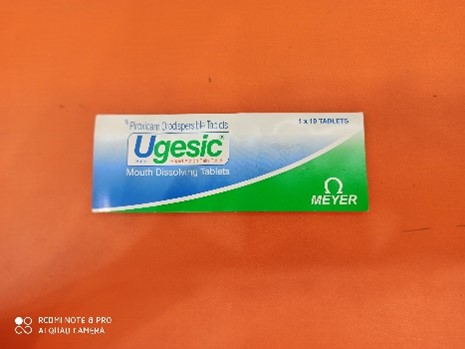 Piroxicam Orodispersible Tablets
1 x 10 TABLETS
Ugesic®
Mouth Dissolving Tablets
MEYER
REDMI NOTE 8 PRO
AI QUAD CAMERA